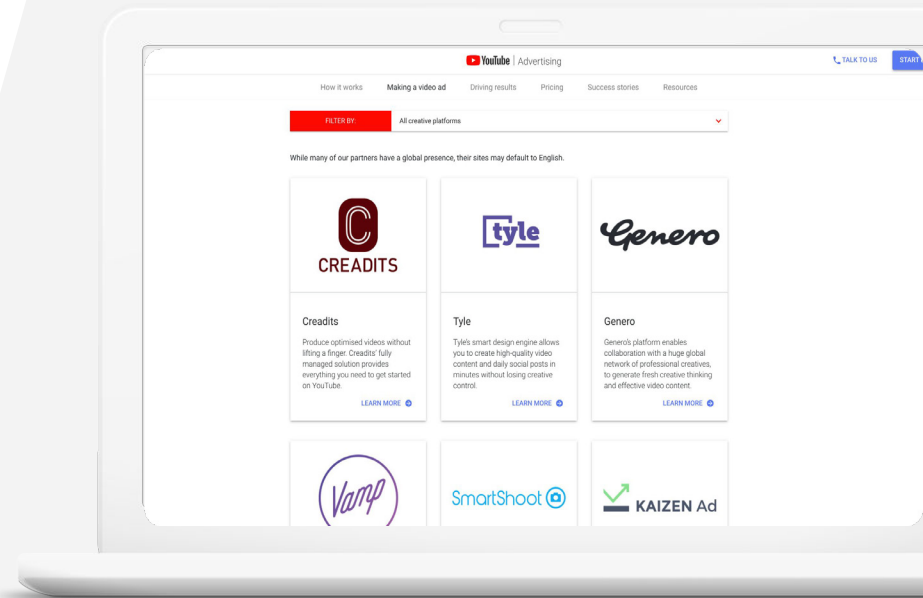 YouTube | Advertising
TALK TO US
START
How it works
Making a video ad
Driving results
Pricing
Success stories
Resources
FILTER BY:
All creative platforms
While many of our partners have a global presence, their sites may default to English.
C
CREADITS
tyle
Genero
Creadits
Produce optimised videos without
lifting a finger. Creadits' fully
managed solution provides
everything you need to get started
on YouTube.
LEARN MORE
Tyle
Tyle's smart design engine allows
you to create high-quality video
content and daily social posts in
minutes without losing creative
control.
LEARN MORE
Genero
Genero's platform enables
collaboration with a huge global
network of professional creatives,
to generate fresh creative thinking
and effective video content.
LEARN MORE
Vamp
SmartShoot
KAIZEN Ad